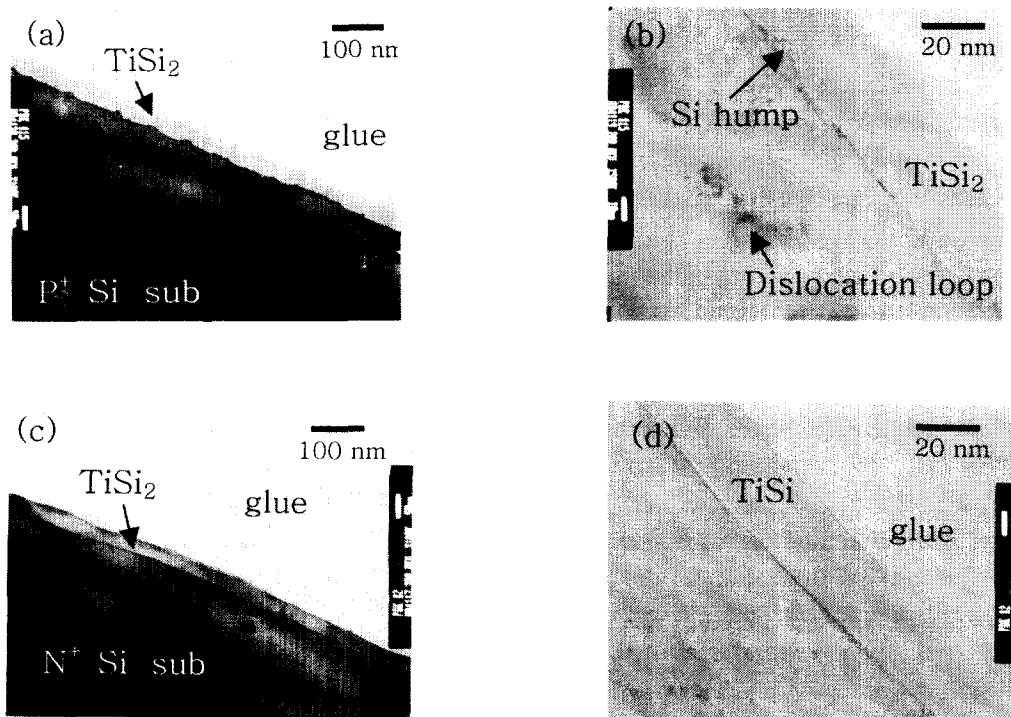 (a)
100 nm
TiSi₂
glue
P⁺ Si sub
(b)
20 nm
Si hump
TiSi₂
Dislocation loop
(c)
100 nm
TiSi₂
glue
N⁺ Si sub
(d)
20 nm
TiSi
glue